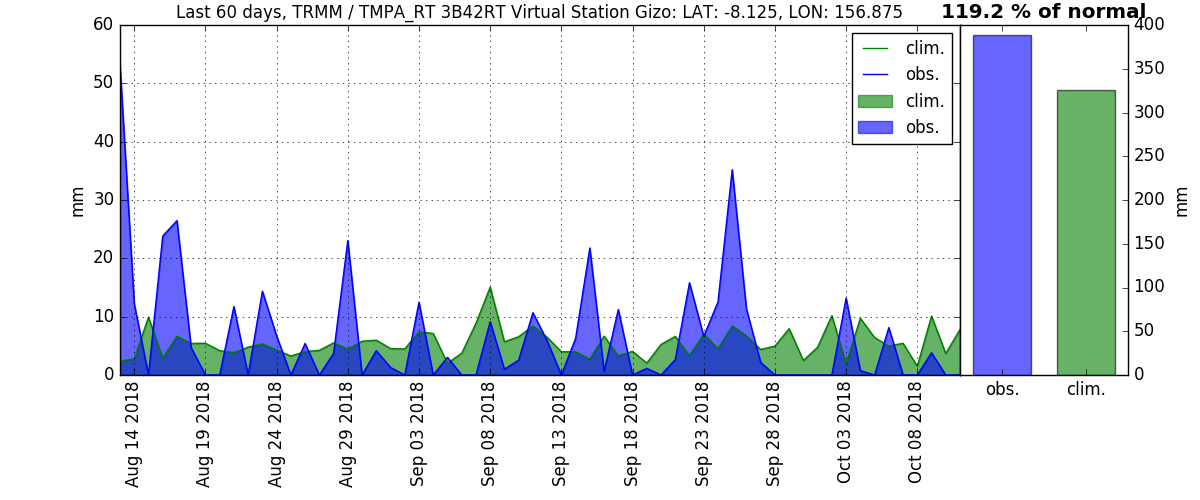 Last 60 days, TRMM / TMPA_RT 3B42RT Virtual Station Gizo: LAT: -8.125, LON: 156.875
119.2 % of normal
60
50
40
30
20
10
0
mm
clim.
obs.
clim.
obs.
400
350
300
250
200
150
100
50
0
mm
obs.
clim.
Aug 14 2018
Aug 19 2018
Aug 24 2018
Aug 29 2018
Sep 03 2018
Sep 08 2018
Sep 13 2018
Sep 18 2018
Sep 23 2018
Sep 28 2018
Oct 03 2018
Oct 08 2018